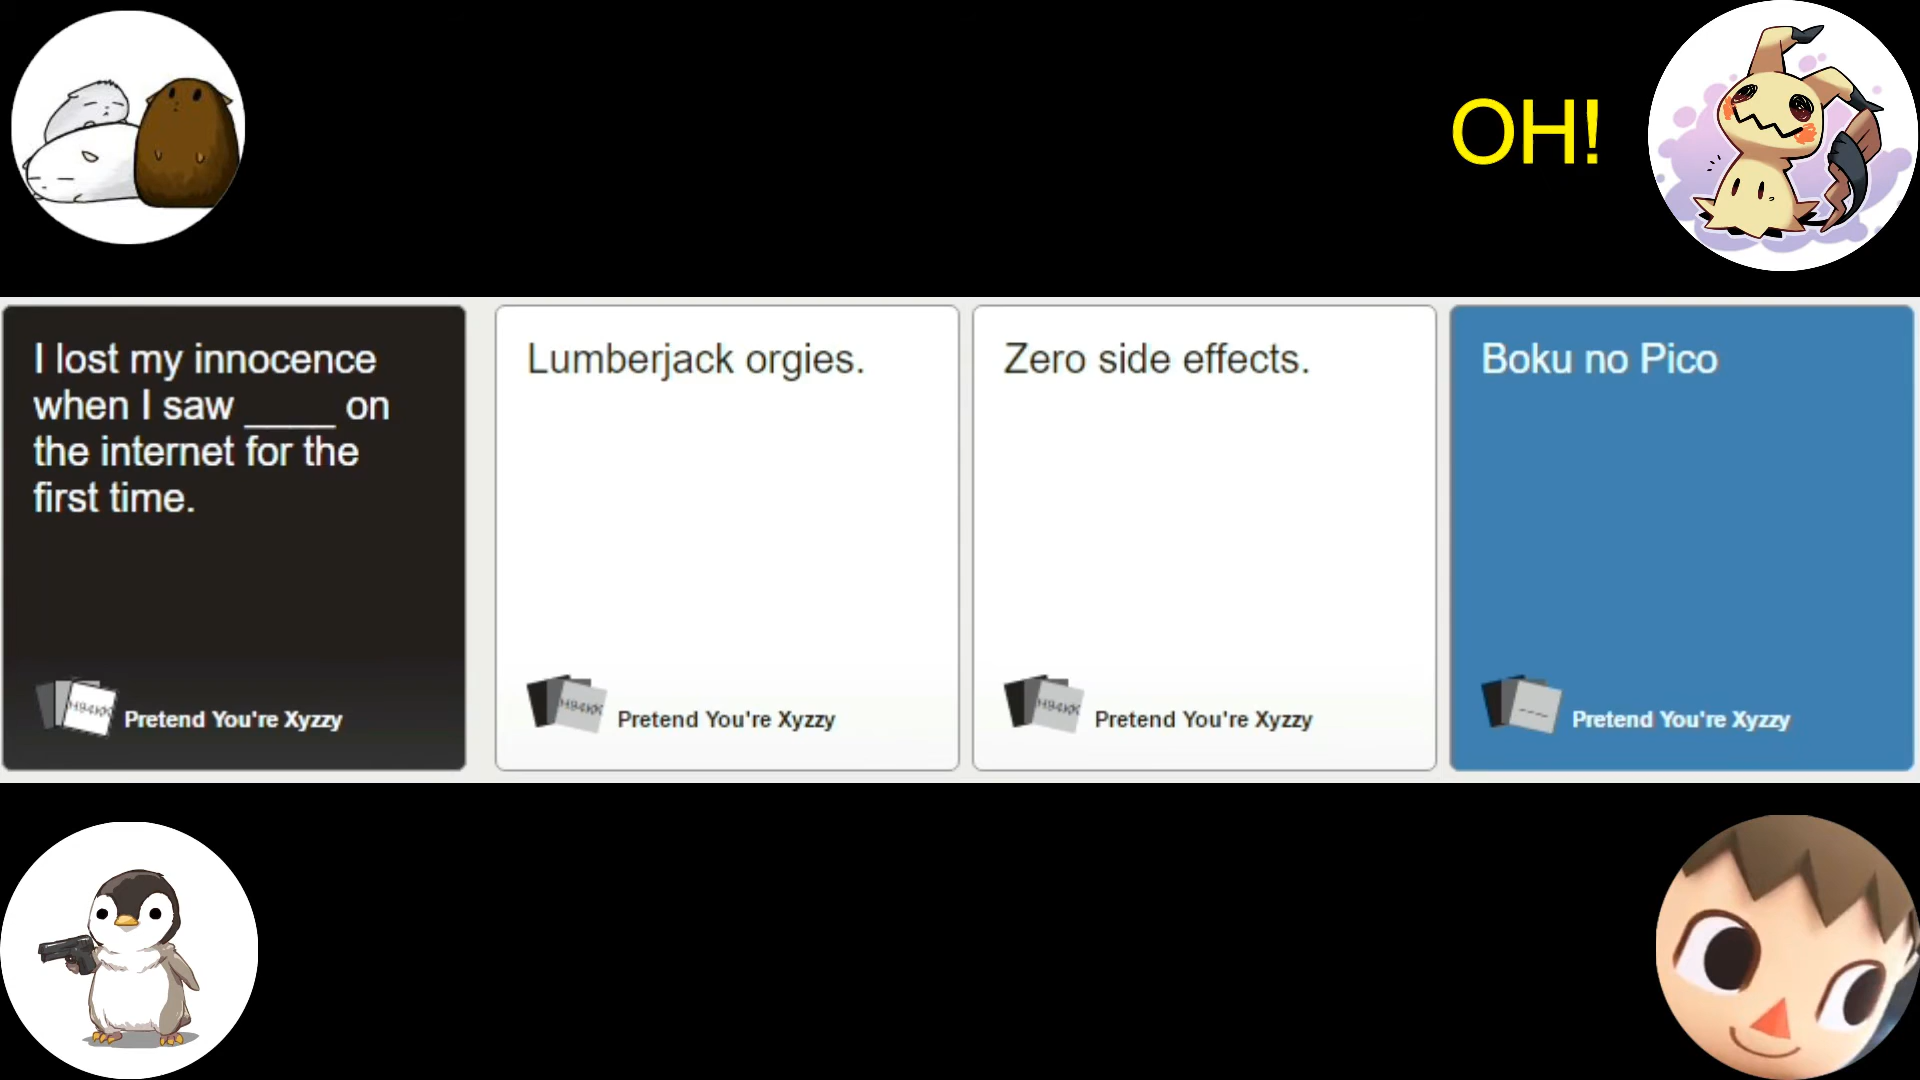 OH!
I lost my innocence
when I saw _____ on
the internet for the
first time.
Pretend You're Xyzzy
Lumberjack orgies.
Pretend You're Xyzzy
Zero side effects.
Pretend You're Xyzzy
Boku no Pico
Pretend You're Xyzzy